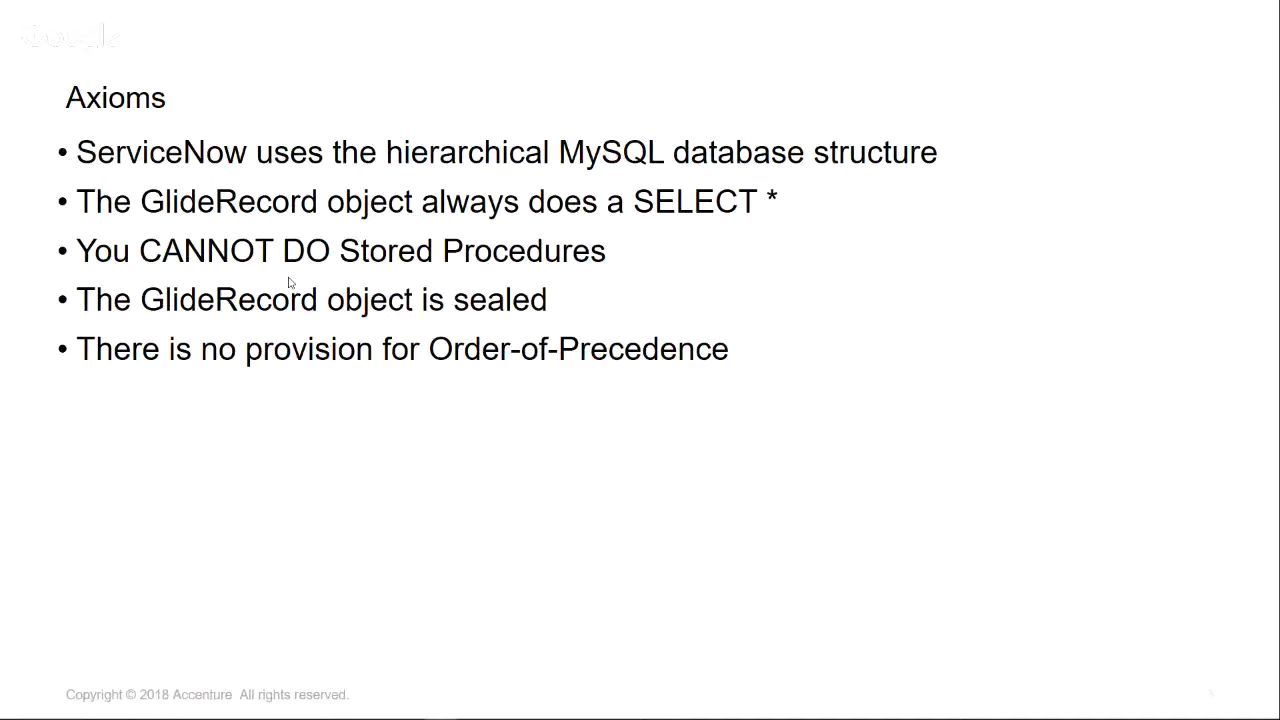 Axioms
• ServiceNow uses the hierarchical MySQL database structure
• The GlideRecord object always does a SELECT *
• You CANNOT DO Stored Procedures
• The GlideRecord object is sealed
• There is no provision for Order-of-Precedence
Copyright © 2018 Accenture All rights reserved.
3